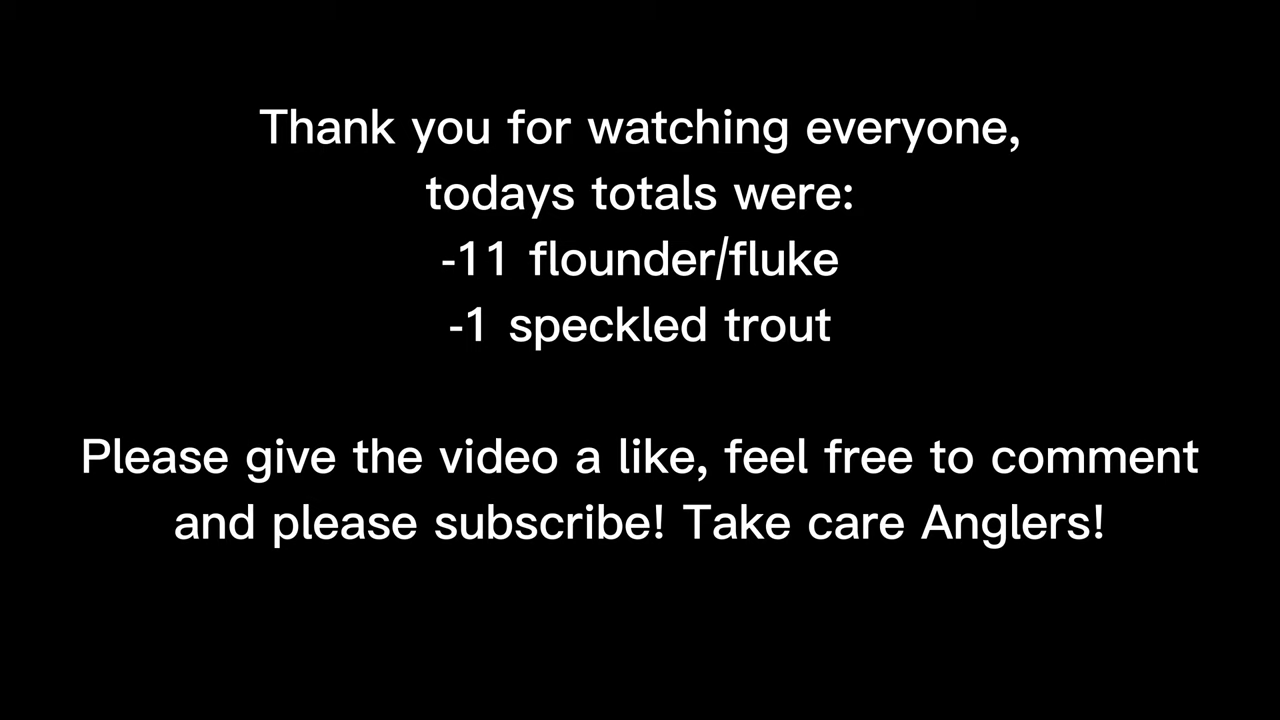 Thank you for watching everyone,
todays totals were:
-11 flounder/fluke
-1 speckled trout
Please give the video a like, feel free to comment
and please subscribe! Take care Anglers!